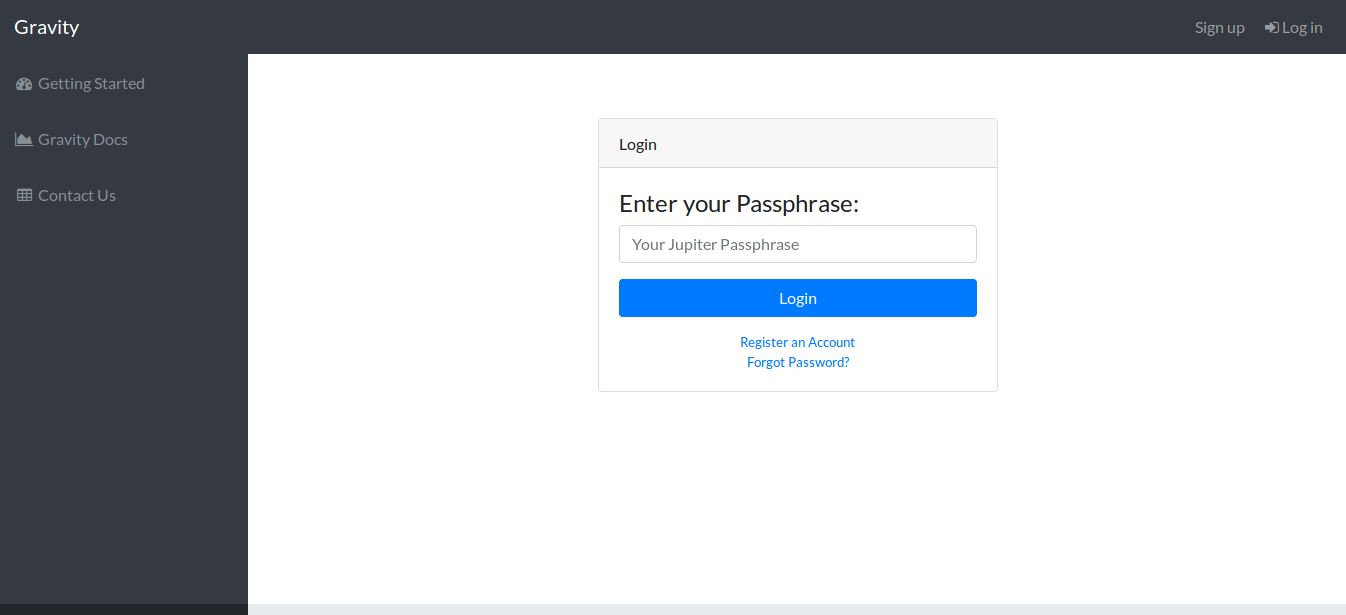 Gravity
Sign up
Log in
Getting Started
Gravity Docs
Contact Us
Login
Enter your Passphrase:
Your Jupiter Passphrase
Login
Register an Account
Forgot Password?